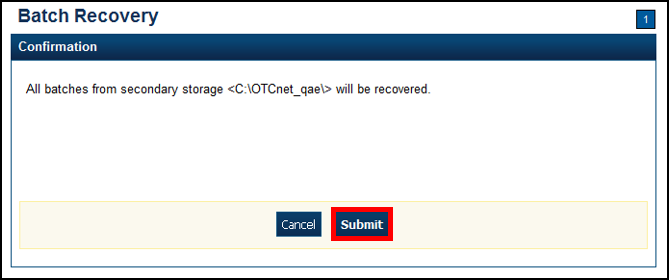 Batch Recovery
1
Confirmation
All batches from secondary storage <C:\OTCnet_qae\> will be recovered.
Cancel Submit